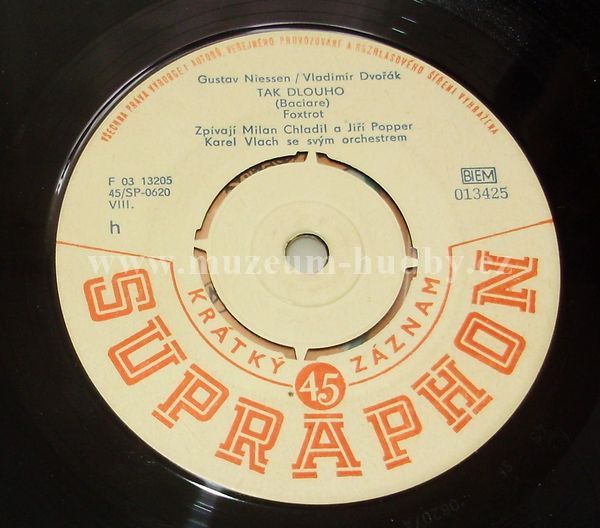 VŠECHNA PRÁVA VÝROBCE I AUTORŮ, VEŘEJNÉHO PROVOZOVÁNÍ A ROZHLASOVÉHO ŠÍŘENÍ VYHRAZENA
Gustav Niessen / Vladimír Dvořák
TAK DLOUHO
(Baciare)
Foxtrot
Zpívají Milan Chladil a Jiří Popper
Karel Vlach se svým orchestrem
F 03 13205
45/SP-0620
VIII.
h
BIEM
013425
www.muzeum-hudby.cz
KRÁTKÝ
45
ZÁZNAM
SUPRAPHON